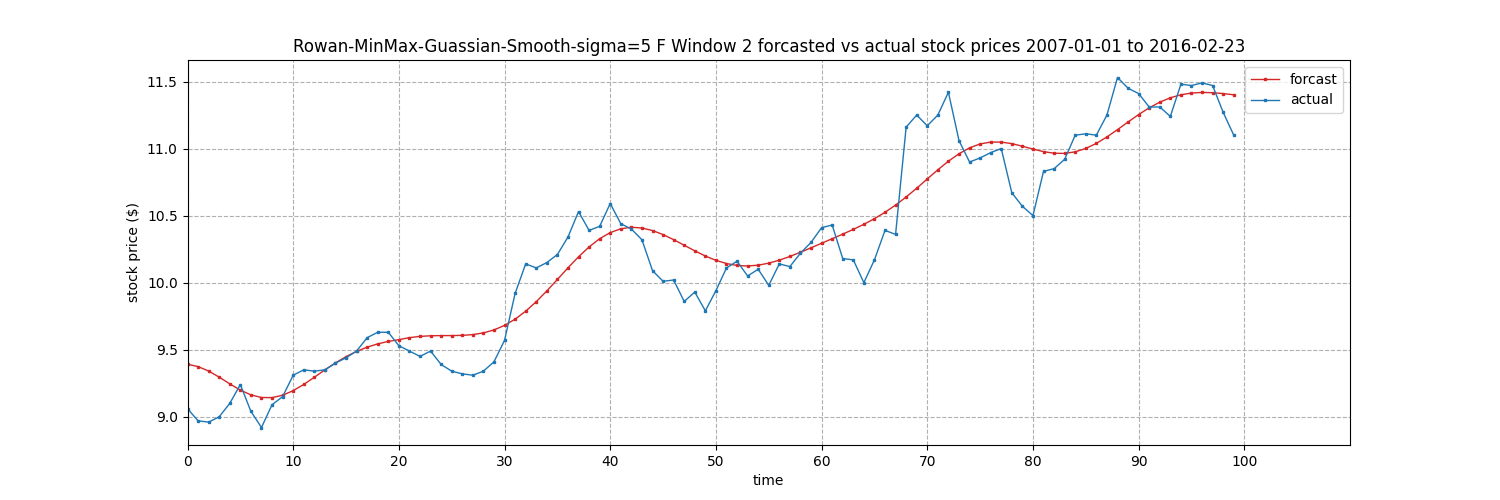 Rowan-MinMax-Guassian-Smooth-sigma=5 F Window 2 forcasted vs actual stock prices 2007-01-01 to 2016-02-23
forcast
actual
stock price ($)
11.5
11.0
10.5
10.0
9.5
9.0
0 10 20 30 40 50 60 70 80 90 100
time